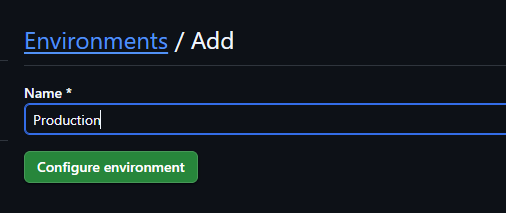 Environments / Add
Name *
Production
Configure environment